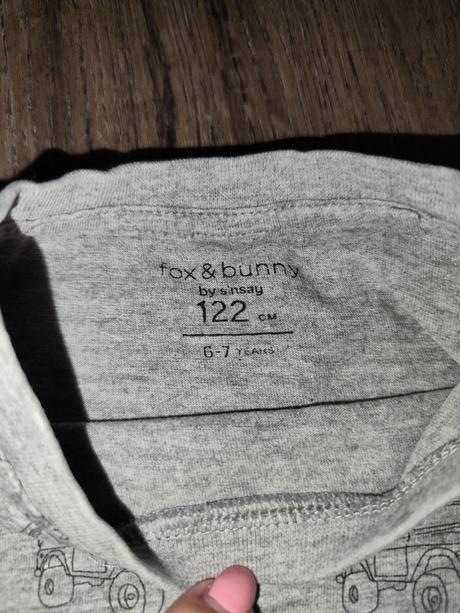 fox & bunny
by sinsay
122 CM
6-7 YEARS